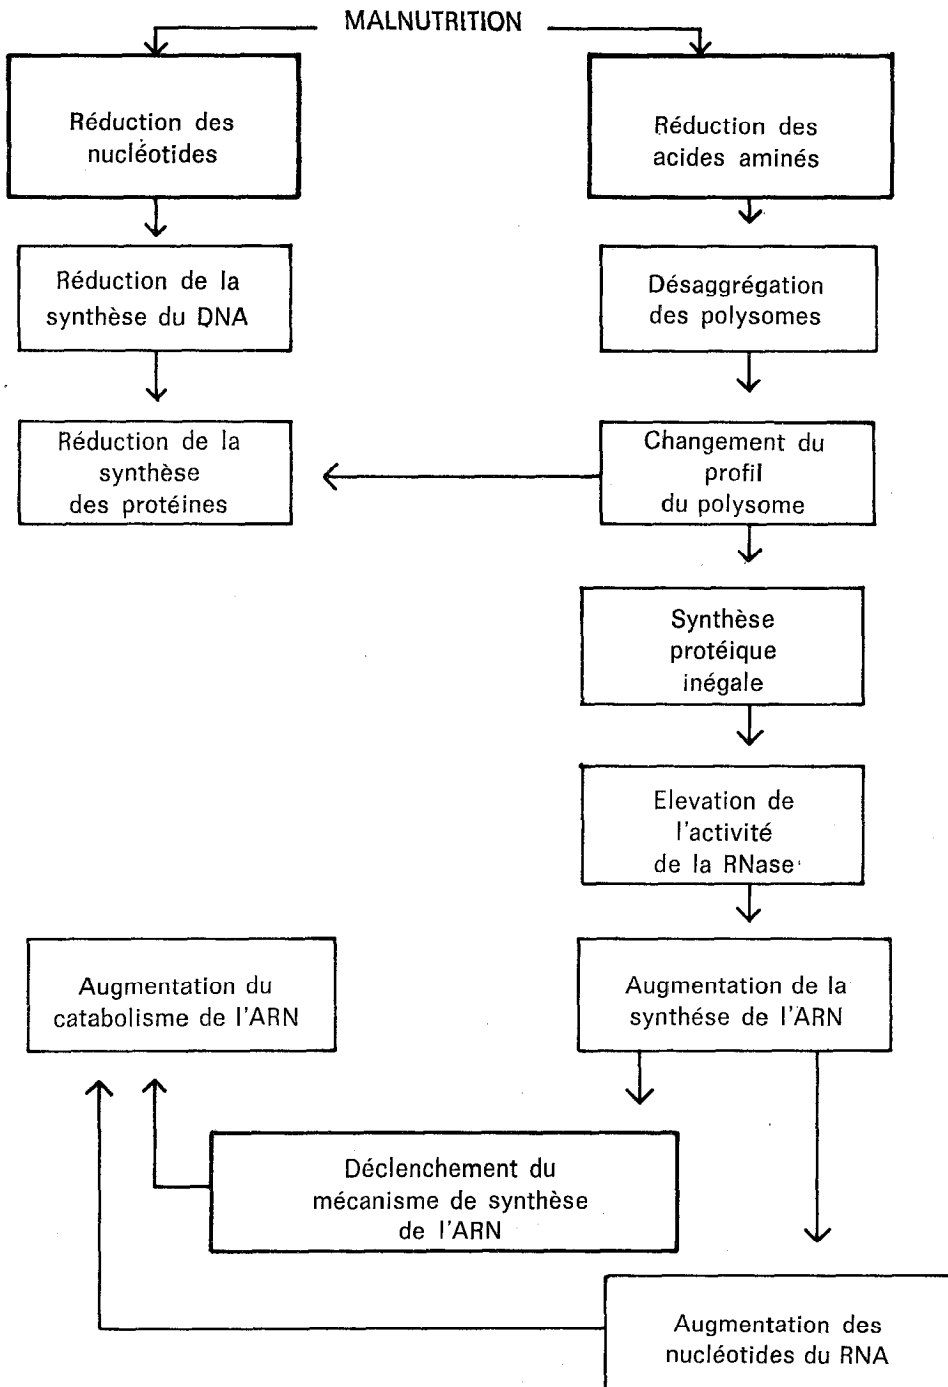 MALNUTRITION
Réduction des
nucléotides
Réduction des
acides aminés
Réduction de la
synthèse du DNA
Désaggrégation
des polysomes
Réduction de la
synthèse
des protéines
Changement du
profil
du polysome
Synthèse
protéique
inégale
Elevation de
l'activité
de la RNase
Augmentation du
catabolisme de l'ARN
Augmentation de la
synthése de l'ARN
Déclenchement du
mécanisme de synthèse
de l'ARN
Augmentation des
nucléotides du RNA